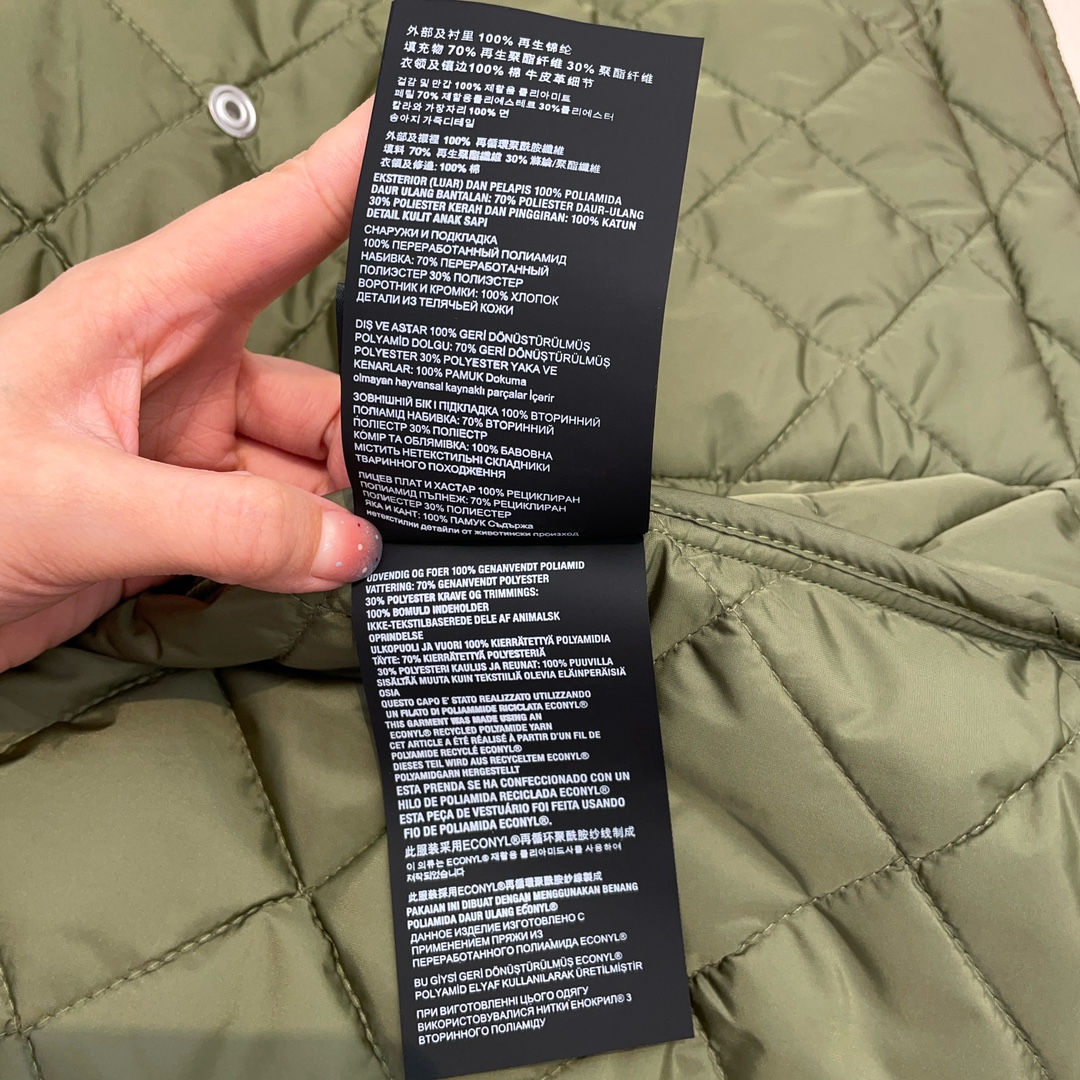 外部及衬里 100% 再生锦纶
填充物 70% 再生聚酯纤维 30% 聚酯纤维
衣领及镶边100% 棉 牛皮革细节
겉감 및 안감 100% 재활용 폴리아미드
페딩 70% 재활용폴리에스테르 30%폴리에스터
칼라와 가장자리 100% 면
송아지 가죽디테일
外部及襯裡 100% 再循環聚酰胺纖維
填料 70% 再生聚酯纖維 30% 滌綸/聚酯纖維
衣領及修邊: 100% 棉
EKSTERIOR (LUAR) DAN PELAPIS 100% POLIAMIDA
DAUR ULANG BANTALAN: 70% POLIESTER DAUR-ULANG
30% POLIESTER KERAH DAN PINGGIRAN: 100% KATUN
DETAIL KULIT ANAK SAPI
СНАРУЖИ И ПОДКЛАДКА
100% ПЕРЕРАБОТАННЫЙ ПОЛИАМИД
НАБИВКА: 70% ПЕРЕРАБОТАННЫЙ
ПОЛИЭСТЕР 30% ПОЛИЭСТЕР
ВОРОТНИК И КРОМКИ: 100% ХЛОПОК
ДЕТАЛИ ИЗ ТЕЛЯЧЬЕЙ КОЖИ
DIŞ VE ASTAR 100% GERİ DÖNÜŞTÜRÜLMÜŞ
POLYAMİD DOLGU: 70% GERİ DÖNÜŞTÜRÜLMÜŞ
POLYESTER 30% POLYESTER YAKA VE
KENARLAR: 100% PAMUK Dokuma
olmayan hayvansal kaynaklı parçalar İçerir
ЗОВНІШНІЙ БІК І ПІДКЛАДКА 100% ВТОРИННИЙ
ПОЛІАМІД НАБИВКА: 70% ВТОРИННИЙ
ПОЛІЕСТР 30% ПОЛІЕСТР
КОМІР ТА ОБЛЯМІВКА: 100% БАВОВНА
МІСТИТЬ НЕТЕКСТИЛЬНІ СКЛАДНИКИ
ТВАРИННОГО ПОХОДЖЕННЯ
ЛИЦЕВ ПЛАТ И ХАСТАР 100% РЕЦИКЛИРАН
ПОЛИАМИД ПЪЛНЕЖ: 70% РЕЦИКЛИРАН
ПОЛИЕСТЕР 30% ПОЛИЕСТЕР
ЯКА И КАНТ: 100% ПАМУК Съдържа
нетекстилни детайли от животински произход
UDVENDIG OG FOER 100% GENANVENDT POLIAMID
VATTERING: 70% GENANVENDT POLYESTER
30% POLYESTER KRAVE OG TRIMMINGS:
100% BOMULD INDEHOLDER
IKKE-TEKSTILBASEREDE DELE AF ANIMALSK
OPRINDELSE
ULKOPUOLI JA VUORI 100% KIERRÄTETTYÄ POLYAMIDIA
TÄYTE: 70% KIERRÄTETTYÄ POLYESTERIÄ
30% POLYESTERI KAULUS JA REUNAT: 100% PUUVILLA
SISÄLTÄÄ MUUTA KUIN TEKSTIILIÄ OLEVIA ELÄINPERÄISIÄ
OSIA
QUESTO CAPO E' STATO REALIZZATO UTILIZZANDO
UN FILATO DI POLIAMMIDE RICICLATA ECONYL®
THIS GARMENT WAS MADE USING AN
ECONYL® RECYCLED POLYAMIDE YARN
CET ARTICLE A ÉTÉ RÉALISÉ À PARTIR D'UN FIL DE
POLYAMIDE RECYCLÉ ECONYL®
DIESES TEIL WIRD AUS RECYCELTEM ECONYL®
POLYAMIDGARN HERGESTELLT
ESTA PRENDA SE HA CONFECCIONADO CON UN
HILO DE POLIAMIDA RECICLADA ECONYL®
ESTA PEÇA DE VESTUÁRIO FOI FEITA USANDO
FIO DE POLIAMIDA ECONYL®.
此服装采用ECONYL®再循环聚酰胺纱线制成
이 의류는 ECONYL® 재활용 폴리아미드사를 사용하여
제작되었습니다
此服裝採用ECONYL®再循環聚酰胺紗線製成
PAKAIAN INI DIBUAT DENGAN MENGGUNAKAN BENANG
POLIAMIDA DAUR ULANG ECONYL®
ДАННОЕ ИЗДЕЛИЕ ИЗГОТОВЛЕНО С
ПРИМЕНЕНИЕМ ПРЯЖИ ИЗ
ПЕРЕРАБОТАННОГО ПОЛИАМИДА ECONYL®
BU GİYSİ GERİ DÖNÜŞTÜRÜLMÜŞ ECONYL®
POLYAMİD ELYAF KULLANILARAK ÜRETİLMİŞTİR
ПРИ ВИГОТОВЛЕННІ ЦЬОГО ОДЯГУ
ВИКОРИСТОВУВАЛИСЯ НИТКИ ЕНОКРИЛ® З
ВТОРИННОГО ПОЛІАМІДУ